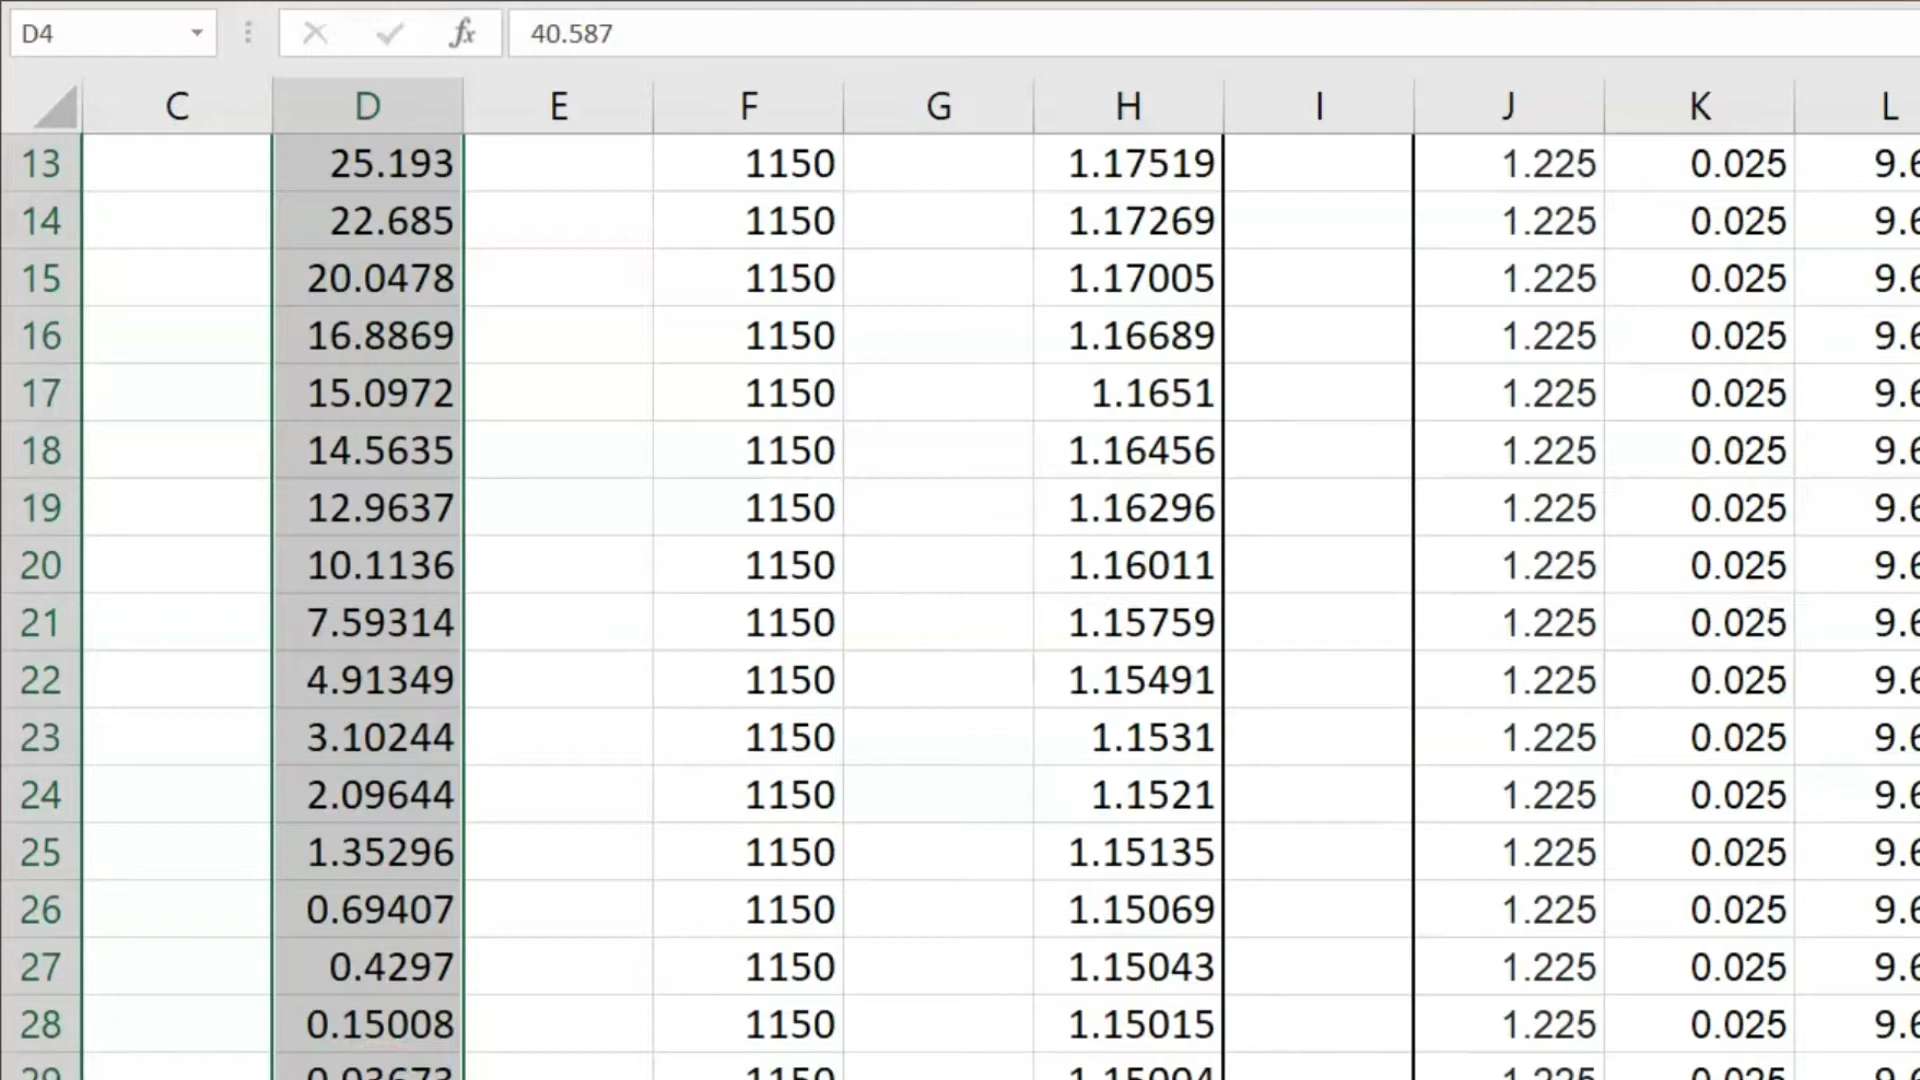 D4 fx 40.587
C D E F G H I J K L
13 25.193 1150 1.17519 1.225 0.025 9.6
14 22.685 1150 1.17269 1.225 0.025 9.6
15 20.0478 1150 1.17005 1.225 0.025 9.6
16 16.8869 1150 1.16689 1.225 0.025 9.6
17 15.0972 1150 1.1651 1.225 0.025 9.6
18 14.5635 1150 1.16456 1.225 0.025 9.6
19 12.9637 1150 1.16296 1.225 0.025 9.6
20 10.1136 1150 1.16011 1.225 0.025 9.6
21 7.59314 1150 1.15759 1.225 0.025 9.6
22 4.91349 1150 1.15491 1.225 0.025 9.6
23 3.10244 1150 1.1531 1.225 0.025 9.6
24 2.09644 1150 1.1521 1.225 0.025 9.6
25 1.35296 1150 1.15135 1.225 0.025 9.6
26 0.69407 1150 1.15069 1.225 0.025 9.6
27 0.4297 1150 1.15043 1.225 0.025 9.6
28 0.15008 1150 1.15015 1.225 0.025 9.6
29 0.03673 1150 1.15004 1.225 0.025 9.6